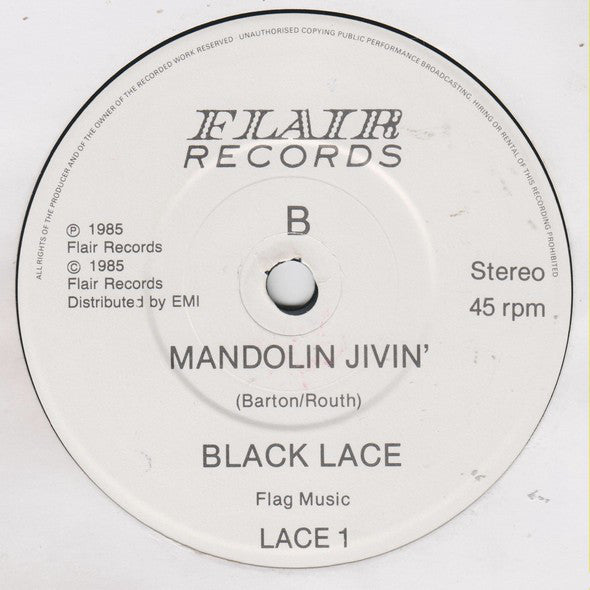 ALL RIGHTS OF THE PRODUCER AND OF THE OWNER OF THE RECORDED WORK RESERVED · UNAUTHORISED COPYING PUBLIC PERFORMANCE BROADCASTING HIRING OR RENTAL OF THIS RECORDING PROHIBITED
FLAIR
RECORDS
B
℗ 1985
Flair Records
© 1985
Flair Records
Distributed by EMI
Stereo
45 rpm
MANDOLIN JIVIN'
(Barton/Routh)
BLACK LACE
Flag Music
LACE 1